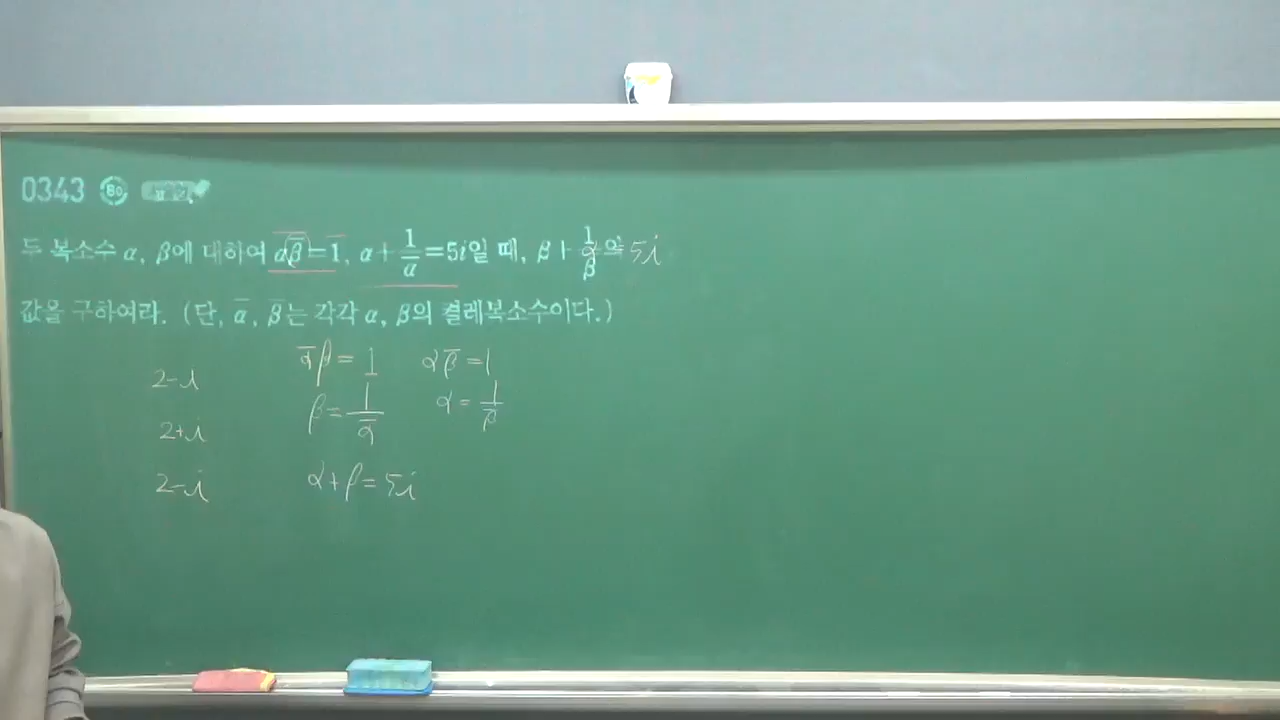 0343 80
두 복소수 α, β에 대하여 αβ̅=1, α+1/α̅=5i일 때, β+1/β̅의 5i
값을 구하여라. (단, α̅, β̅는 각각 α, β의 켤레복소수이다.)
α̅β=1 αβ̅=1
2-i
β=1/α̅ α=1/β̅
2+i
2-i α+β=5i